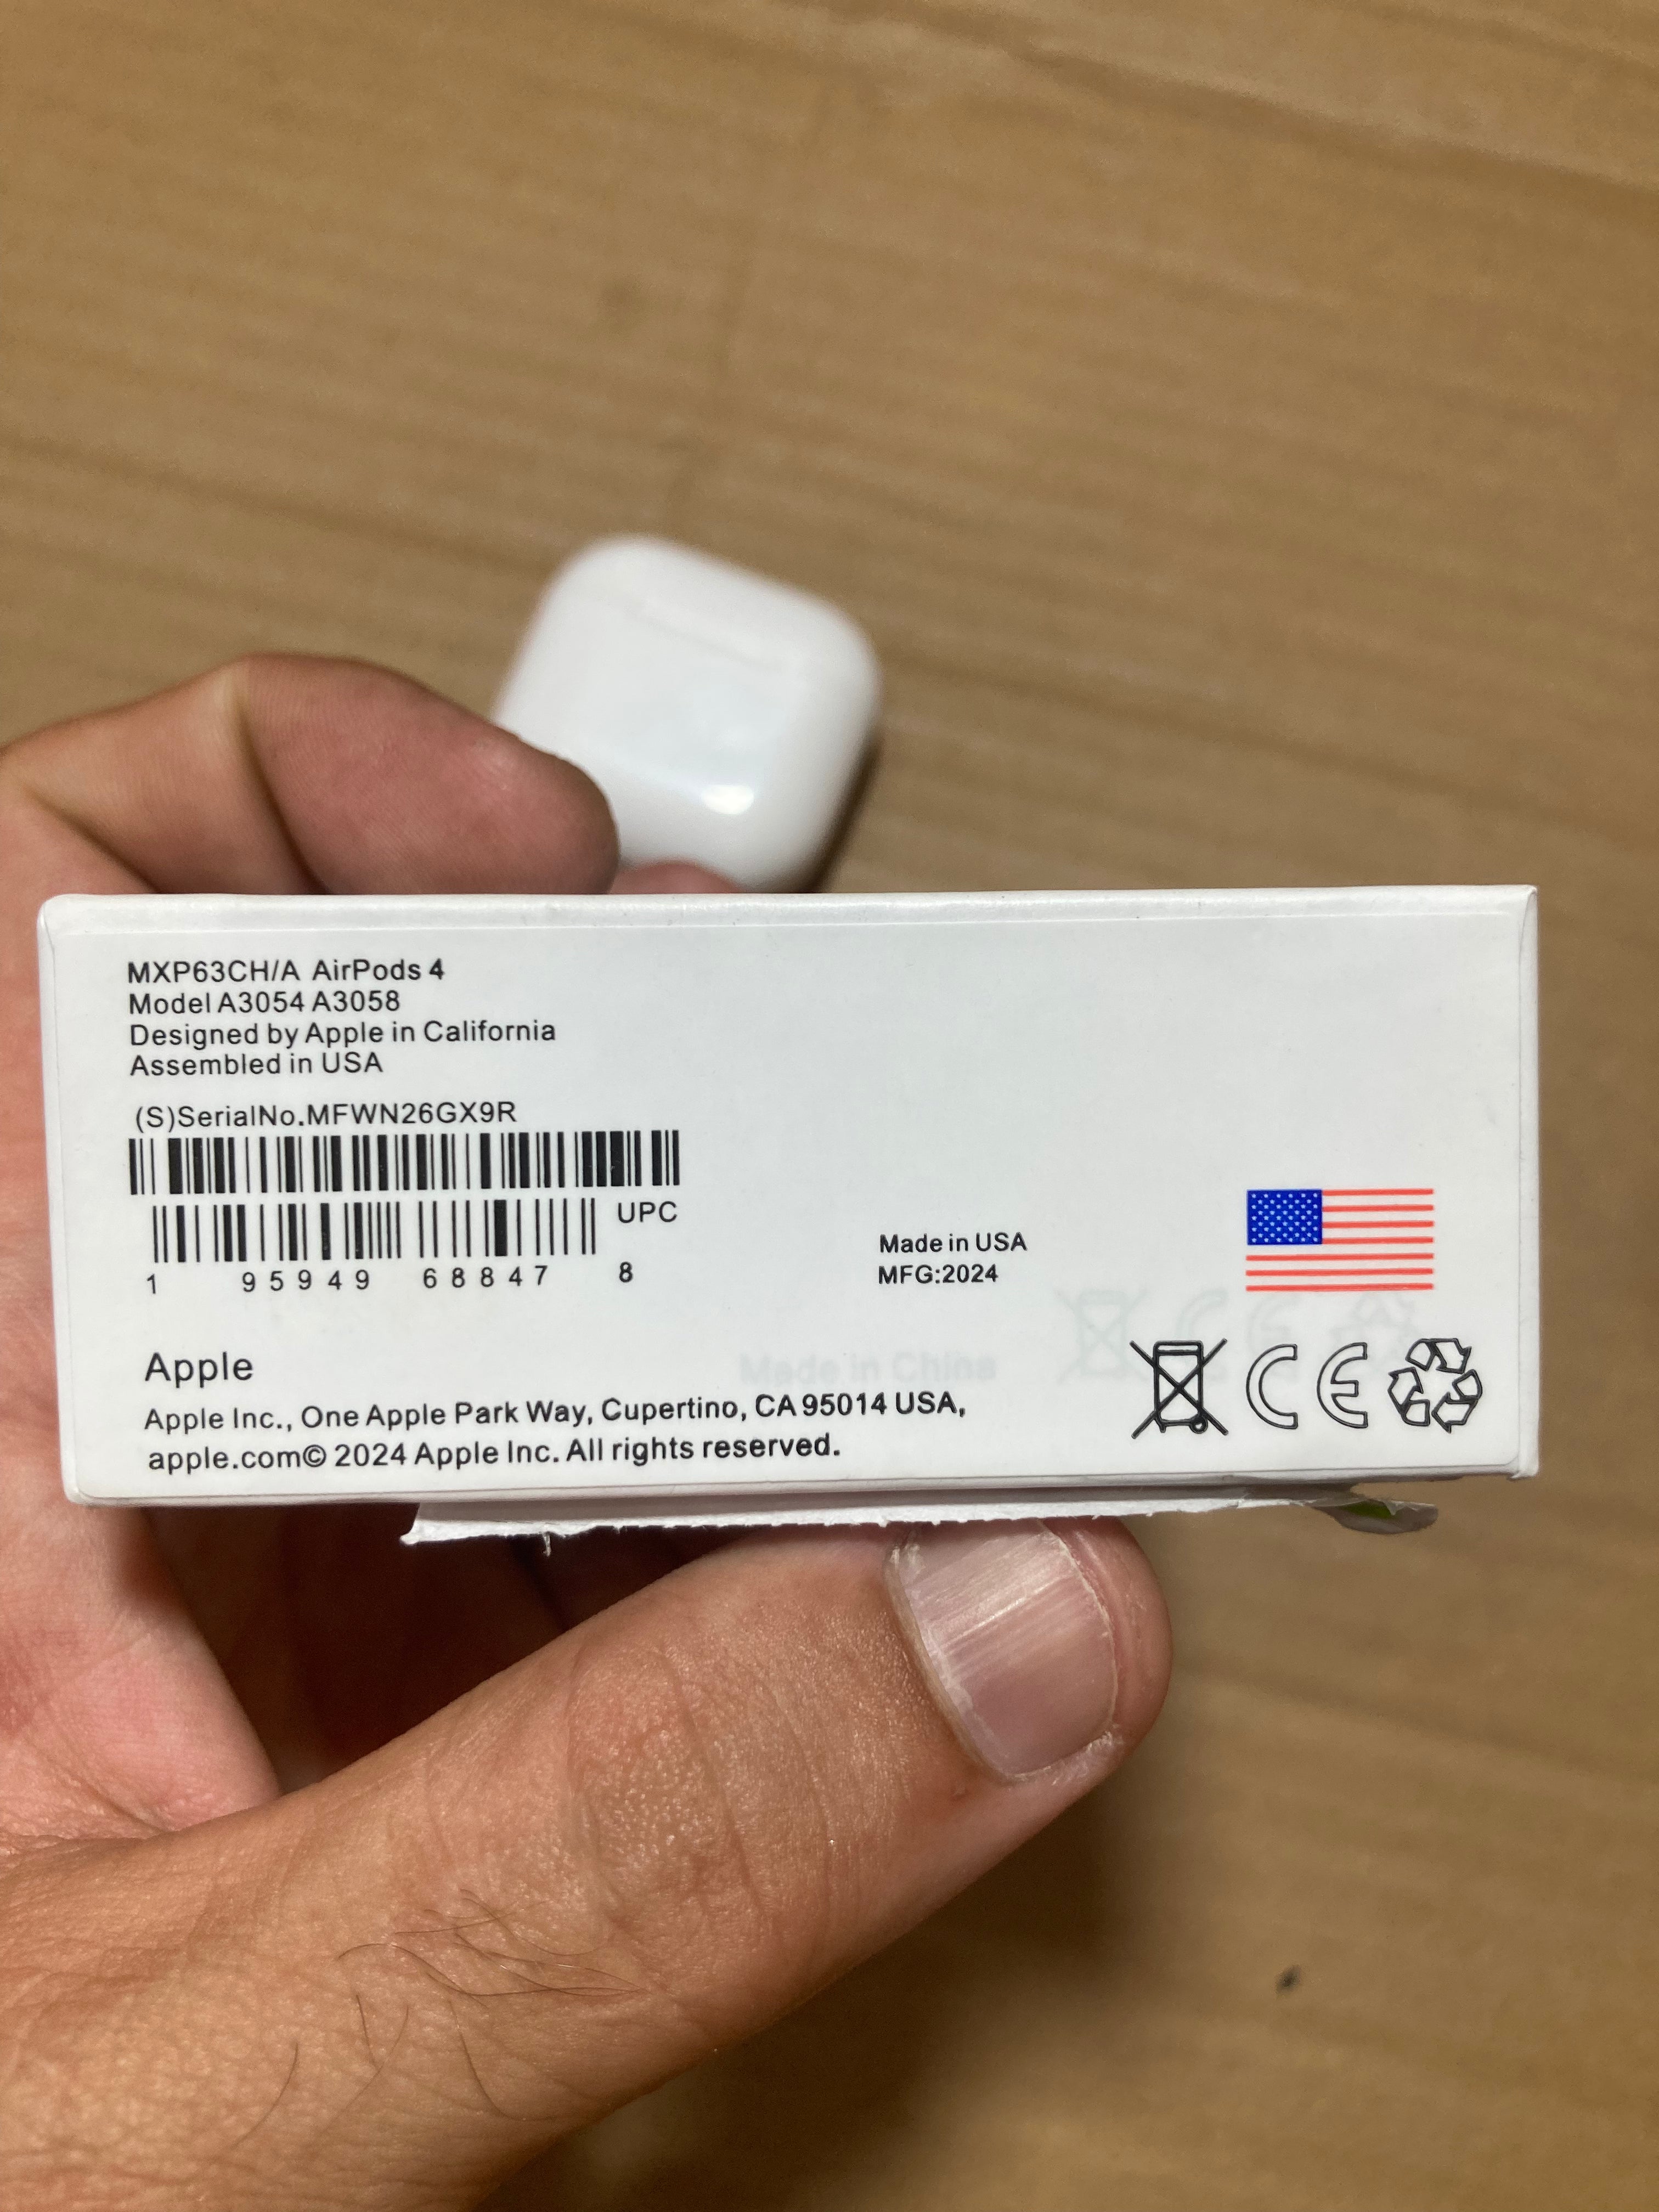 MXP63CH/A AirPods 4
Model A3054 A3058
Designed by Apple in California
Assembled in USA
(S)SerialNo.MFWN26GX9R
UPC
1 95949 68847 8
Made in USA
MFG:2024
Made in China
CE
Apple
CE
Apple Inc., One Apple Park Way, Cupertino, CA 95014 USA,
apple.com© 2024 Apple Inc. All rights reserved.